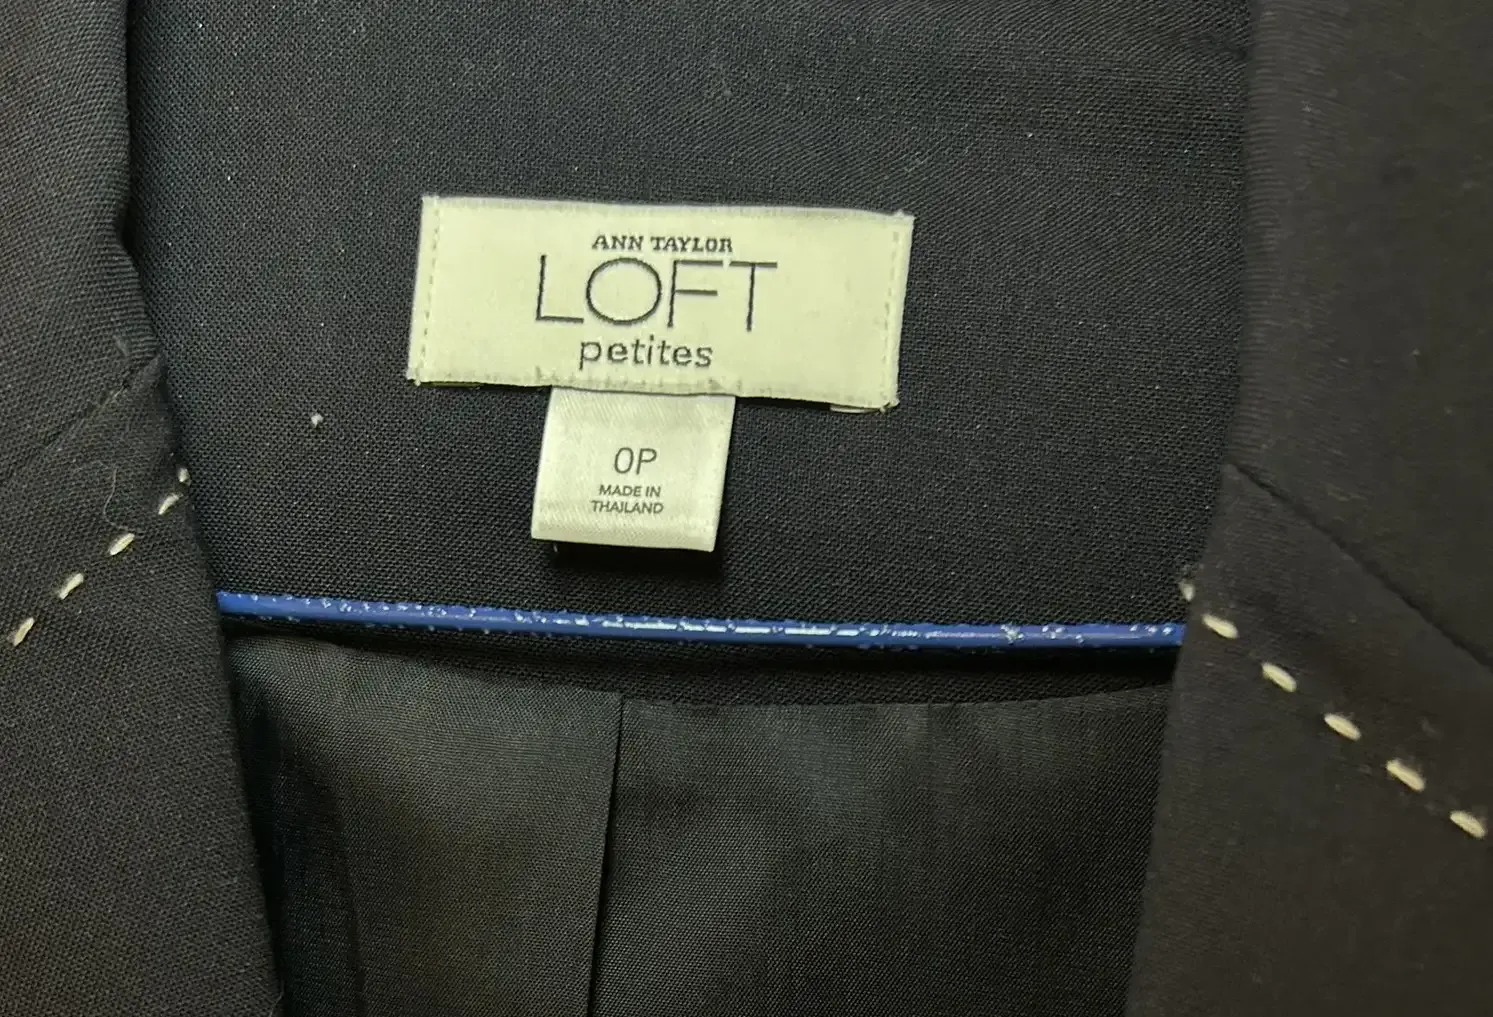 ANN TAYLOR
LOFT
petites
0P
MADE IN
THAILAND